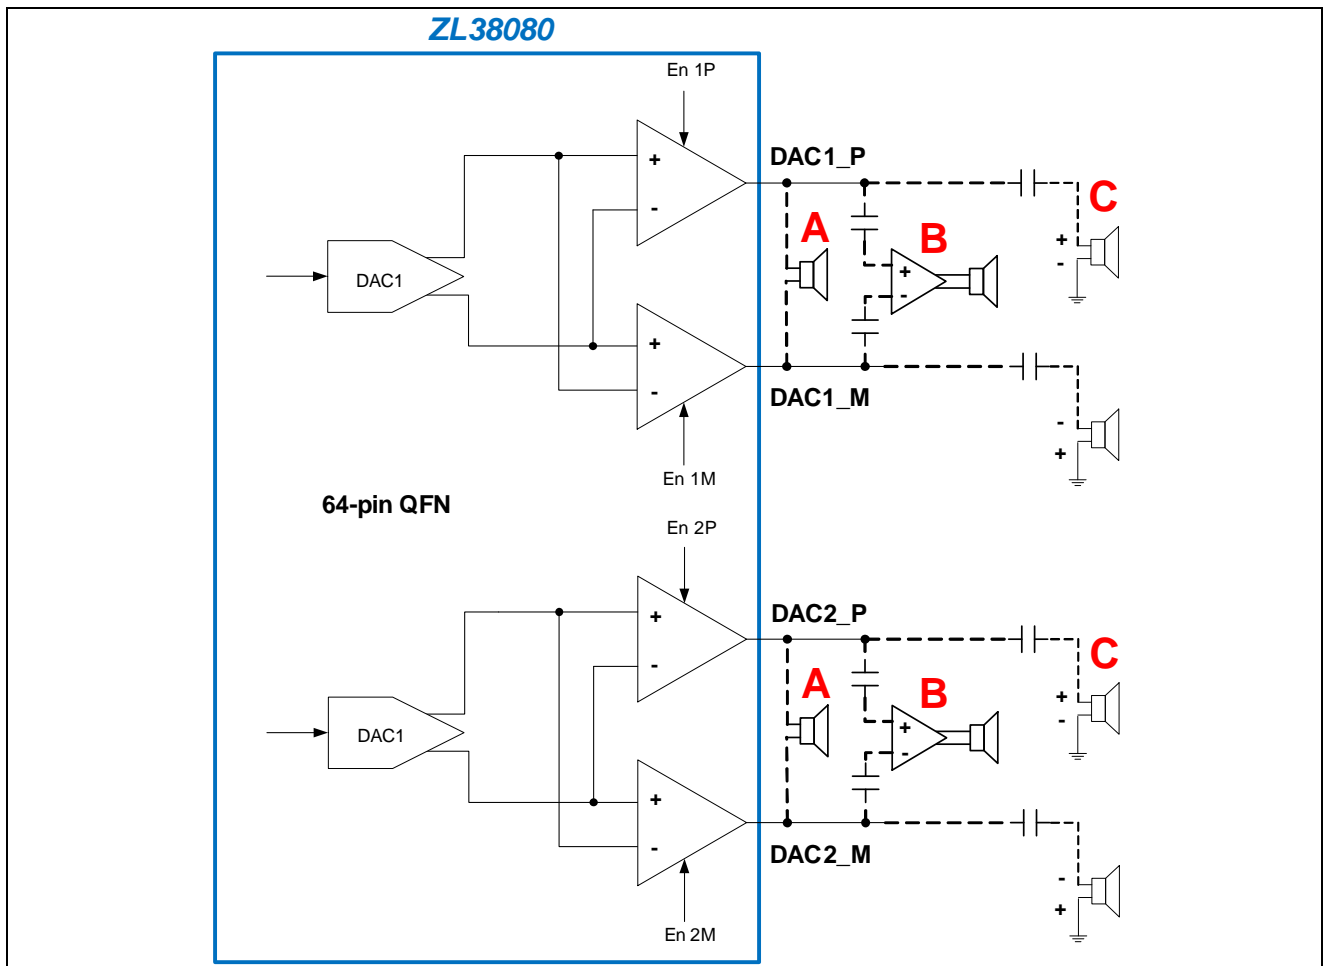 ZL38080
En 1P
DAC1_P
+
-
A
B
C
+
-
DAC1
+
-
+
-
DAC1_M
-
+
En 1M
64-pin QFN
En 2P
DAC2_P
+
-
A
B
C
+
-
DAC1
+
-
+
-
DAC2_M
-
+
En 2M